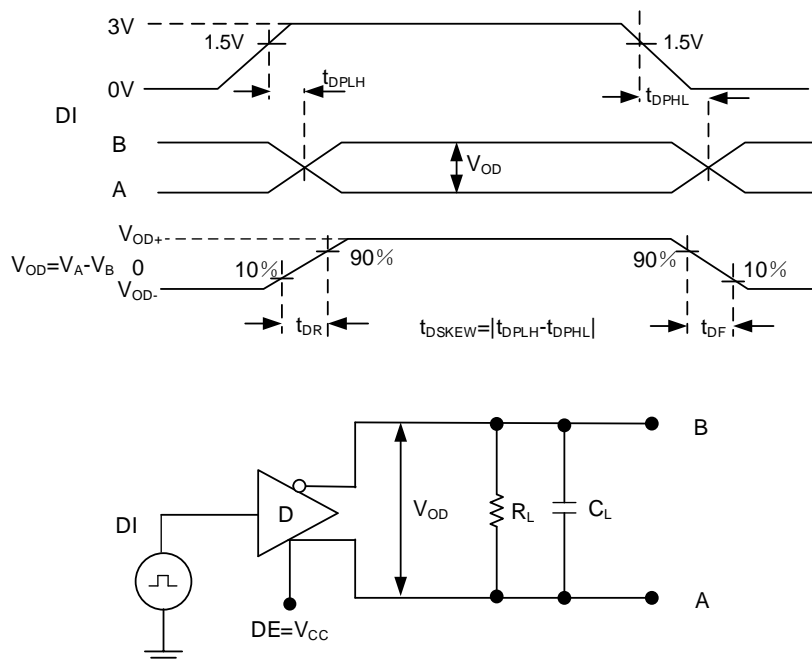 3V
1.5V
1.5V
tDPLH
tDPHL
0V
DI
B
VOD
A
VOD+
VOD=VA-VB 0
10%
90%
90%
10%
VOD-
tDR
tDSKEW=|tDPLH-tDPHL|
tDF
B
D
VOD
RL
CL
DI
A
DE=VCC